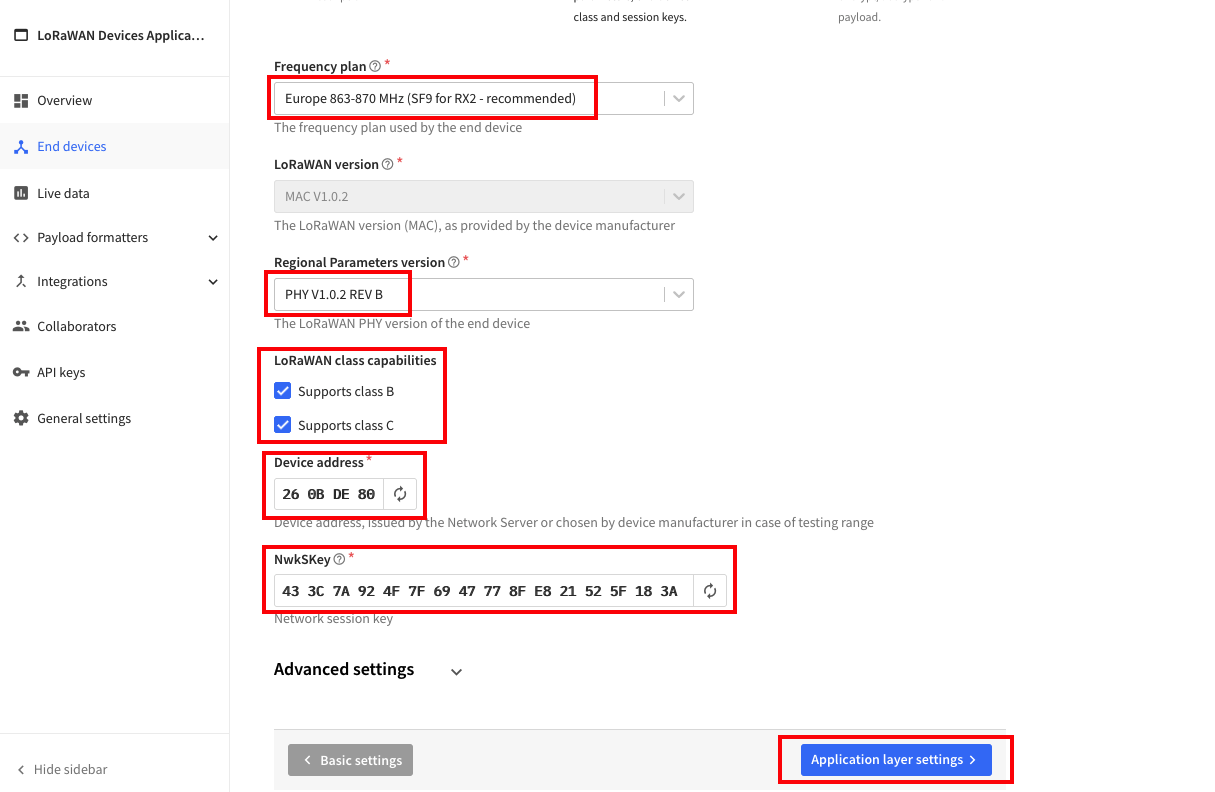 LoRaWAN Devices Applica...
Overview
End devices
Live data
Payload formatters
Integrations
Collaborators
API keys
General settings
Hide sidebar
class and session keys.
payload.
Frequency plan *
Europe 863-870 MHz (SF9 for RX2 - recommended)
The frequency plan used by the end device
LoRaWAN version *
MAC V1.0.2
The LoRaWAN version (MAC), as provided by the device manufacturer
Regional Parameters version *
PHY V1.0.2 REV B
The LoRaWAN PHY version of the end device
LoRaWAN class capabilities
Supports class B
Supports class C
Device address *
26 0B DE 80
Device address, issued by the Network Server or chosen by device manufacturer in case of testing range
NwkSKey *
43 3C 7A 92 4F 7F 69 47 77 8F E8 21 52 5F 18 3A
Network session key
Advanced settings
Basic settings
Application layer settings